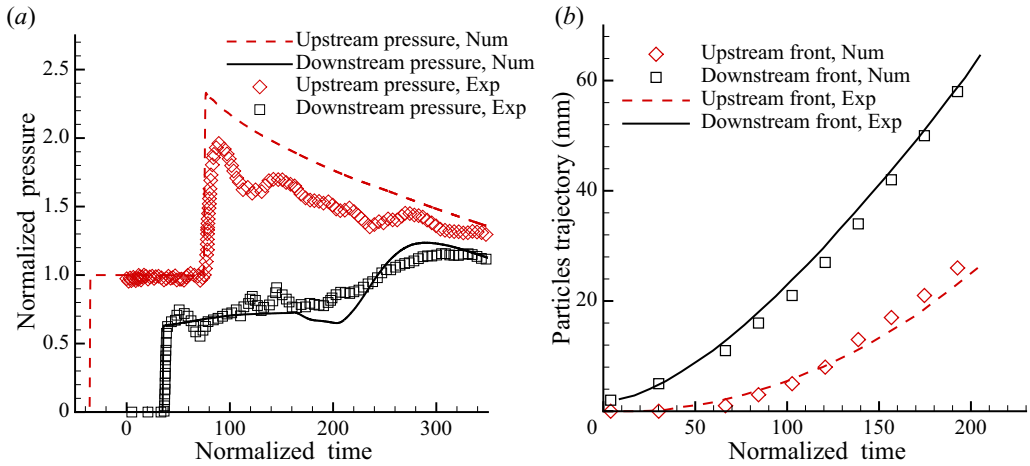 (a)
Upstream pressure, Num
Downstream pressure, Num
Upstream pressure, Exp
Downstream pressure, Exp
2.5
2.0
1.5
1.0
0.5
0
Normalized pressure
0
100
200
300
Normalized time
(b)
Upstream front, Num
Downstream front, Num
Upstream front, Exp
Downstream front, Exp
60
40
20
Particles trajectory (mm)
0
50
100
150
200
Normalized time